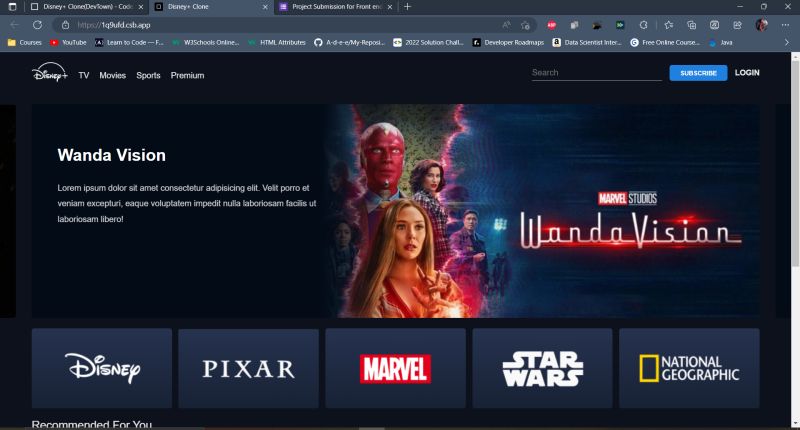 Disney+ Clone(DevTown) - Code
Disney+ Clone
Project Submission for Front end
https://1q9ufd.csb.app
Courses
YouTube
Learn to Code — F...
W3Schools Online...
HTML Attributes
A-d-e-e/My-Reposi...
2022 Solution Chall...
Developer Roadmaps
Data Scientist Inter...
Free Online Course...
Java
Disney+
TV Movies Sports Premium
Search
SUBSCRIBE
LOGIN
Wanda Vision
Lorem ipsum dolor sit amet consectetur adipisicing elit. Velit porro et
veniam excepturi, eaque voluptatem impedit nulla laboriosam facilis ut
laboriosam libero!
MARVEL STUDIOS
WandaVision
Disney
PIXAR
MARVEL
STAR
WARS
NATIONAL
GEOGRAPHIC
Recommended For You